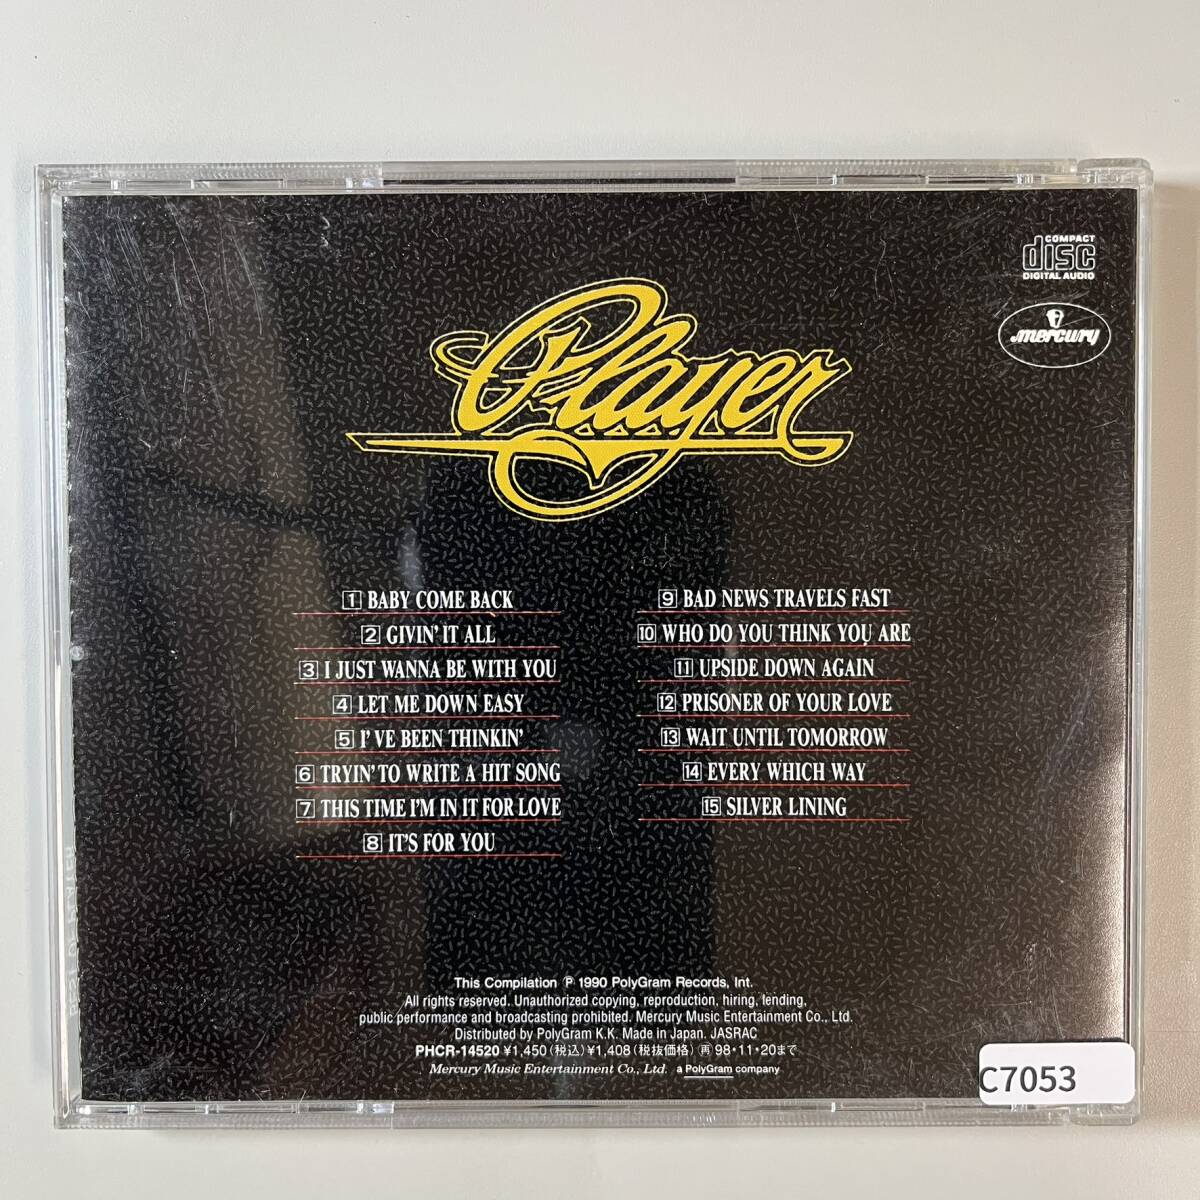 COMPACT
disc
DIGITAL AUDIO
mercury
Player
1 BABY COME BACK
2 GIVIN' IT ALL
3 I JUST WANNA BE WITH YOU
4 LET ME DOWN EASY
5 I'VE BEEN THINKIN'
6 TRYIN' TO WRITE A HIT SONG
7 THIS TIME I'M IN IT FOR LOVE
8 IT'S FOR YOU
9 BAD NEWS TRAVELS FAST
10 WHO DO YOU THINK YOU ARE
11 UPSIDE DOWN AGAIN
12 PRISONER OF YOUR LOVE
13 WAIT UNTIL TOMORROW
14 EVERY WHICH WAY
15 SILVER LINING
This Compilation ℗ 1990 PolyGram Records, Int.
All rights reserved. Unauthorized copying, reproduction, hiring, lending,
public performance and broadcasting prohibited. Mercury Music Entertainment Co., Ltd.
Distributed by PolyGram K.K. Made in Japan. JASRAC
PHCR-14520 ¥1,450(税込)¥1,408(税抜価格) 再 98・11・20まで
Mercury Music Entertainment Co., Ltd. a PolyGram company
C7053